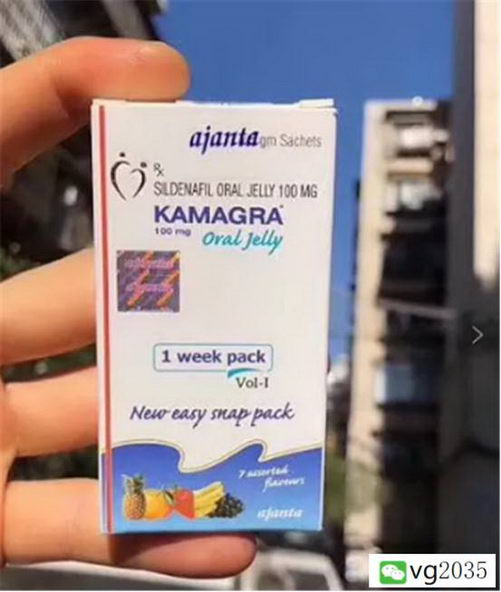 ajanta gm Sachets
Rx
SILDENAFIL ORAL JELLY 100 MG
KAMAGRA
100 mg Oral Jelly
1 week pack
Vol-I
New easy snap pack
7 assorted
flavours
ajanta
vg2035